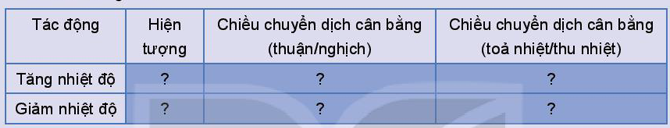 Tác động
Hiện tượng
Chiều chuyển dịch cân bằng (thuận/nghịch)
Chiều chuyển dịch cân bằng (toả nhiệt/thu nhiệt)
Tăng nhiệt độ ? ? ?
Giảm nhiệt độ ? ? ?